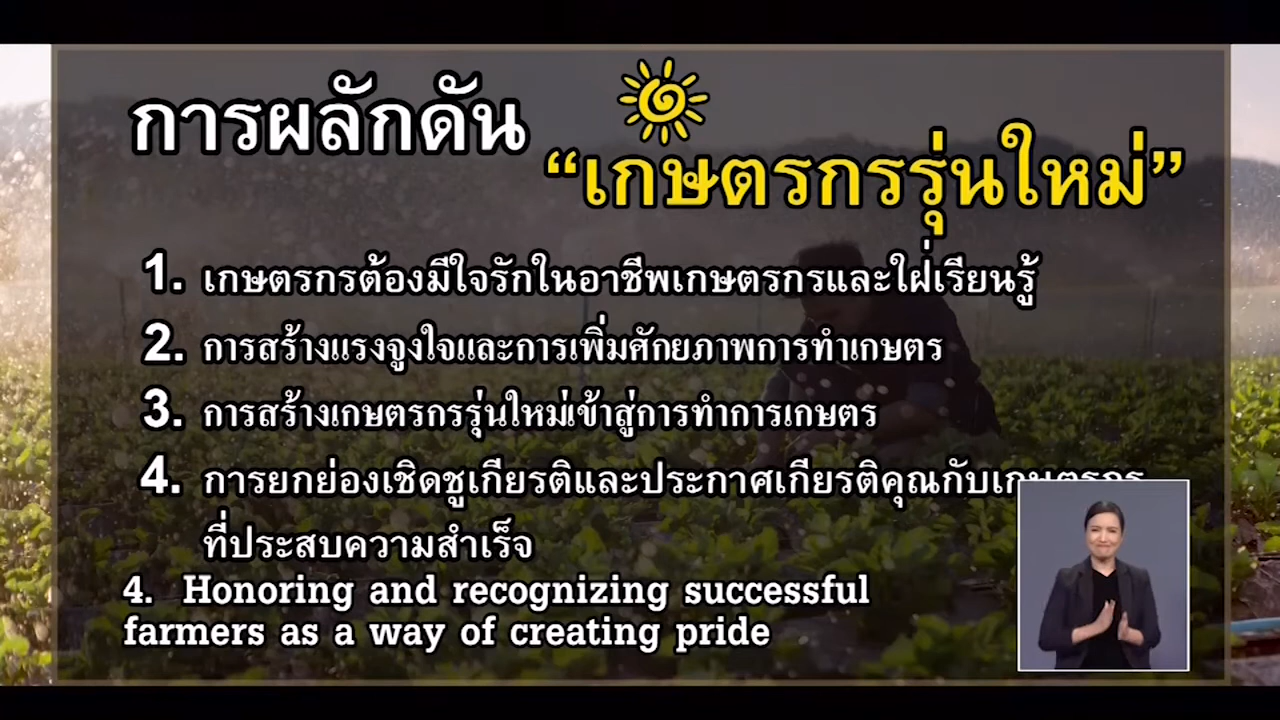 การผลักดัน
“เกษตรกรรุ่นใหม่”
1. เกษตรกรต้องมีใจรักในอาชีพเกษตรกรและใฝ่เรียนรู้
2. การสร้างแรงจูงใจและการเพิ่มศักยภาพการทำเกษตร
3. การสร้างเกษตรกรรุ่นใหม่เข้าสู่การทำการเกษตร
4. การยกย่องเชิดชูเกียรติและประกาศเกียรติคุณกับเกษตรกร
ที่ประสบความสำเร็จ
4. Honoring and recognizing successful
farmers as a way of creating pride